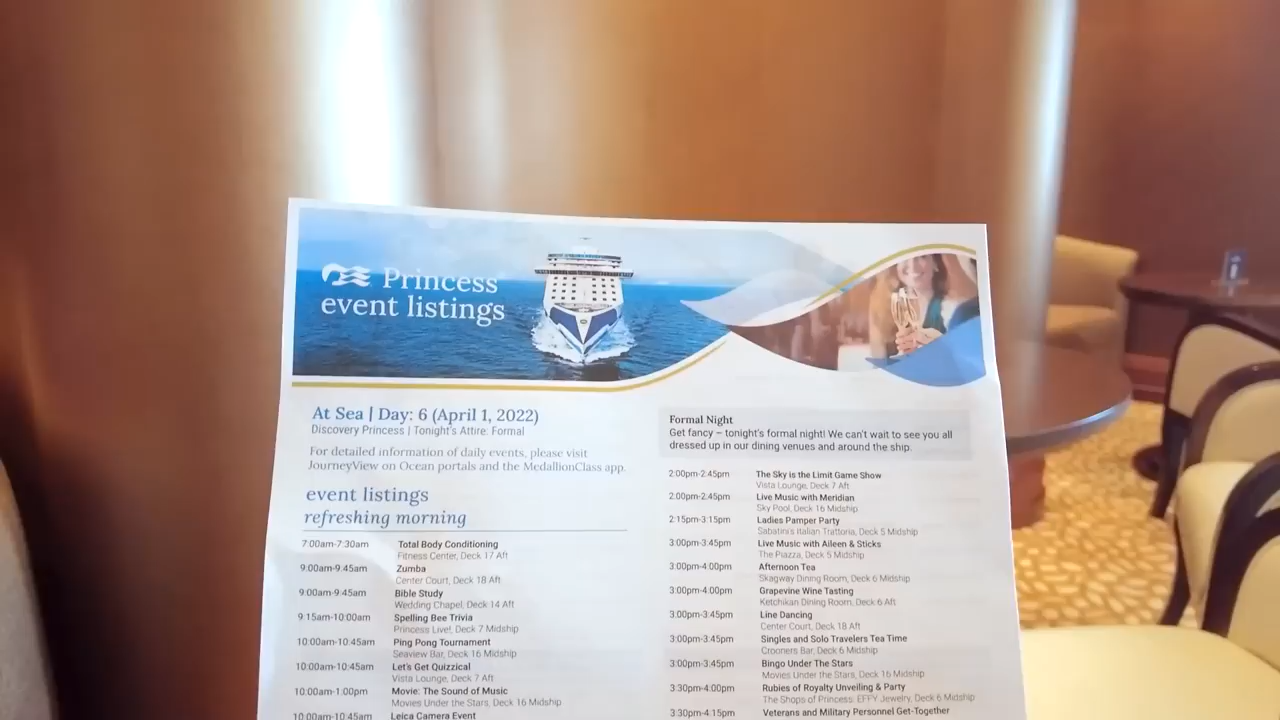 Princess
event listings
At Sea | Day: 6 (April 1, 2022)
Discovery Princess | Tonight's Attire: Formal
For detailed information of daily events, please visit
JourneyView on Ocean portals and the MedallionClass app.
event listings
refreshing morning
7:00am-7:30am Total Body Conditioning
Fitness Center, Deck 17 Aft
9:00am-9:45am Zumba
Center Court, Deck 18 Aft
9:00am-9:45am Bible Study
Wedding Chapel, Deck 14 Aft
9:15am-10:00am Spelling Bee Trivia
Princess Live!, Deck 7 Midship
10:00am-10:45am Ping Pong Tournament
Seaview Bar, Deck 16 Midship
10:00am-10:45am Let's Get Quizzical
Vista Lounge, Deck 7 Aft
10:00am-1:00pm Movie: The Sound of Music
Movies Under the Stars, Deck 16 Midship
10:00am-10:45am Leica Camera Event
Formal Night
Get fancy – tonight's formal night! We can't wait to see you all
dressed up in our dining venues and around the ship.
2:00pm-2:45pm The Sky is the Limit Game Show
Vista Lounge, Deck 7 Aft
2:00pm-2:45pm Live Music with Meridian
Sky Pool, Deck 16 Midship
2:15pm-3:15pm Ladies Pamper Party
Sabatini's Italian Trattoria, Deck 5 Midship
3:00pm-3:45pm Live Music with Aileen & Sticks
The Piazza, Deck 5 Midship
3:00pm-4:00pm Afternoon Tea
Skagway Dining Room, Deck 6 Midship
3:00pm-4:00pm Grapevine Wine Tasting
Ketchikan Dining Room, Deck 6 Aft
3:00pm-3:45pm Line Dancing
Center Court, Deck 18 Aft
3:00pm-3:45pm Singles and Solo Travelers Tea Time
Crooners Bar, Deck 6 Midship
3:00pm-3:45pm Bingo Under The Stars
Movies Under the Stars, Deck 16 Midship
3:30pm-4:00pm Rubies of Royalty Unveiling & Party
The Shops of Princess: EFFY Jewelry, Deck 6 Midship
3:30pm-4:15pm Veterans and Military Personnel Get-Together